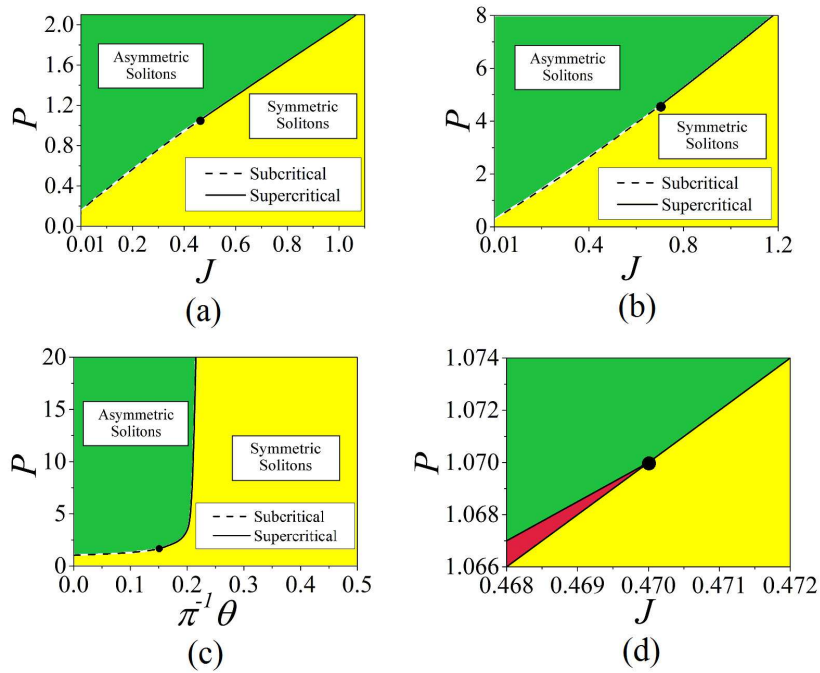 2.0
1.6
1.2
0.8
0.4
0.0
P
Asymmetric
Solitons
Symmetric
Solitons
Subcritical
Supercritical
0.01 0.2 0.4 0.6 0.8 1.0
J
(a)
8
6
4
2
0
P
Asymmetric
Solitons
Symmetric
Solitons
Subcritical
Supercritical
0.01 0.4 0.8 1.2
J
(b)
20
15
10
5
0
P
Asymmetric
Solitons
Symmetric
Solitons
Subcritical
Supercritical
0.0 0.1 0.2 0.3 0.4 0.5
π⁻¹θ
(c)
1.074
1.072
1.070
1.068
1.066
P
0.468 0.469 0.470 0.471 0.472
J
(d)